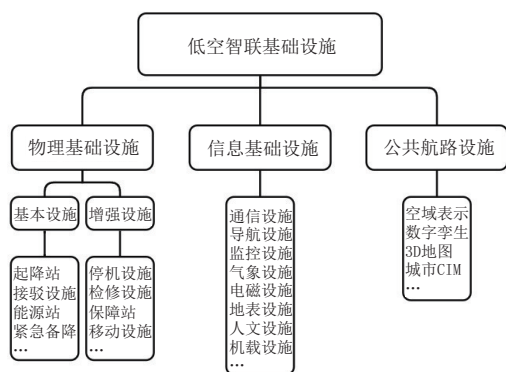 低空智联基础设施
物理基础设施
信息基础设施
公共航路设施
基本设施
增强设施
起降站
接驳设施
能源站
紧急备降
...
停机设施
检修设施
保障站
移动设施
...
通信设施
导航设施
监控设施
气象设施
电磁设施
地表设施
人文设施
机载设施
...
空域表示
数字孪生
3D地图
城市CIM
...